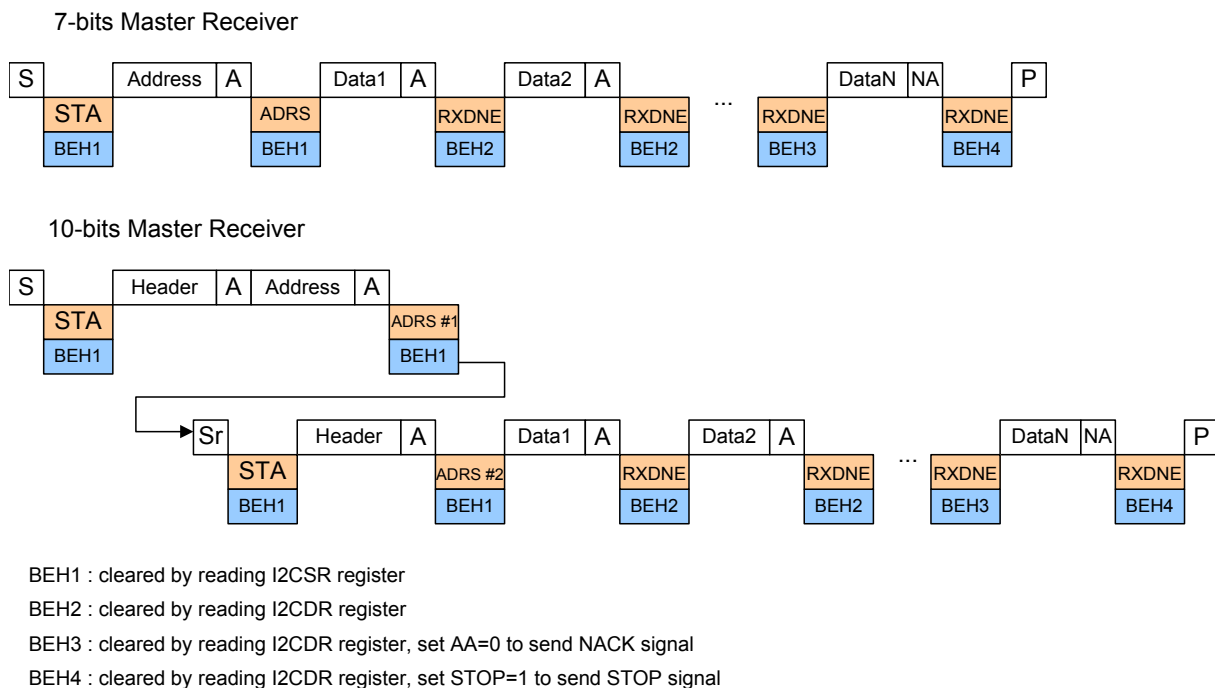 7-bits Master Receiver
S Address A Data1 A Data2 A ... DataN NA P
STA ADRS RXDNE RXDNE RXDNE RXDNE
BEH1 BEH1 BEH2 BEH2 BEH3 BEH4
10-bits Master Receiver
S Header A Address A
STA ADRS #1
BEH1 BEH1
Sr Header A Data1 A Data2 A ... DataN NA P
STA ADRS #2 RXDNE RXDNE RXDNE RXDNE
BEH1 BEH1 BEH2 BEH2 BEH3 BEH4
BEH1 : cleared by reading I2CSR register
BEH2 : cleared by reading I2CDR register
BEH3 : cleared by reading I2CDR register, set AA=0 to send NACK signal
BEH4 : cleared by reading I2CDR register, set STOP=1 to send STOP signal